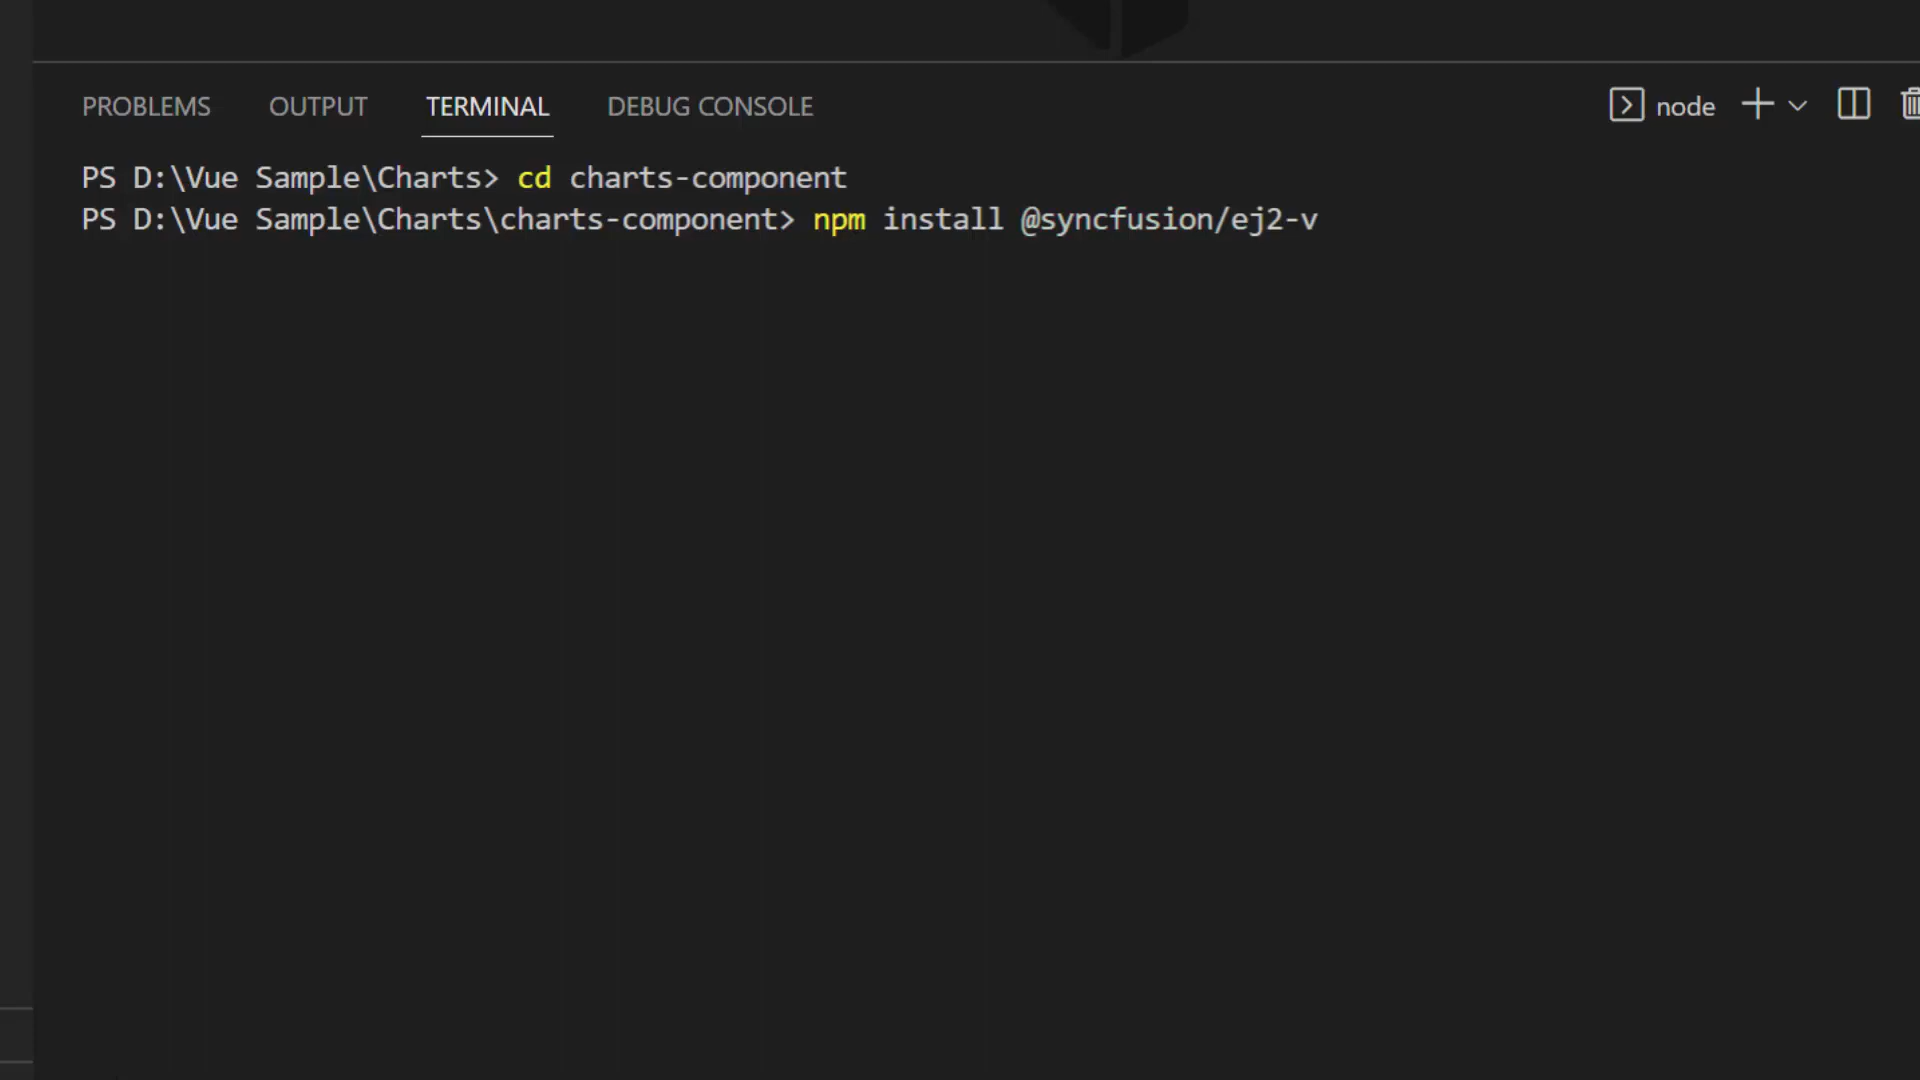 PROBLEMS OUTPUT TERMINAL DEBUG CONSOLE node
PS D:\Vue Sample\Charts> cd charts-component
PS D:\Vue Sample\Charts\charts-component> npm install @syncfusion/ej2-v